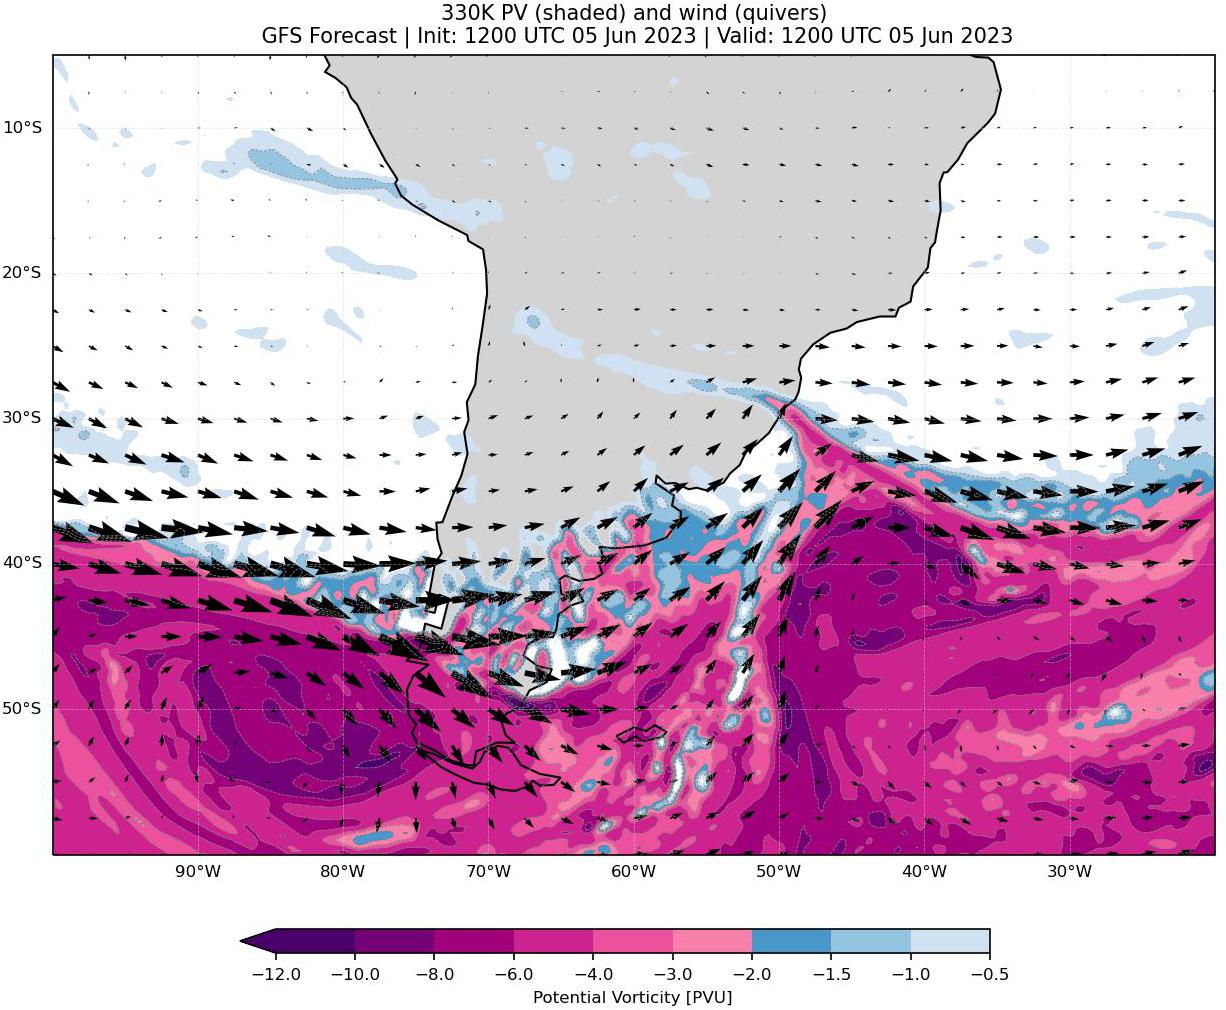 330K PV (shaded) and wind (quivers)
GFS Forecast | Init: 1200 UTC 05 Jun 2023 | Valid: 1200 UTC 05 Jun 2023
10°S
20°S
30°S
40°S
50°S
90°W 80°W 70°W 60°W 50°W 40°W 30°W
−12.0 −10.0 −8.0 −6.0 −4.0 −3.0 −2.0 −1.5 −1.0 −0.5
Potential Vorticity [PVU]